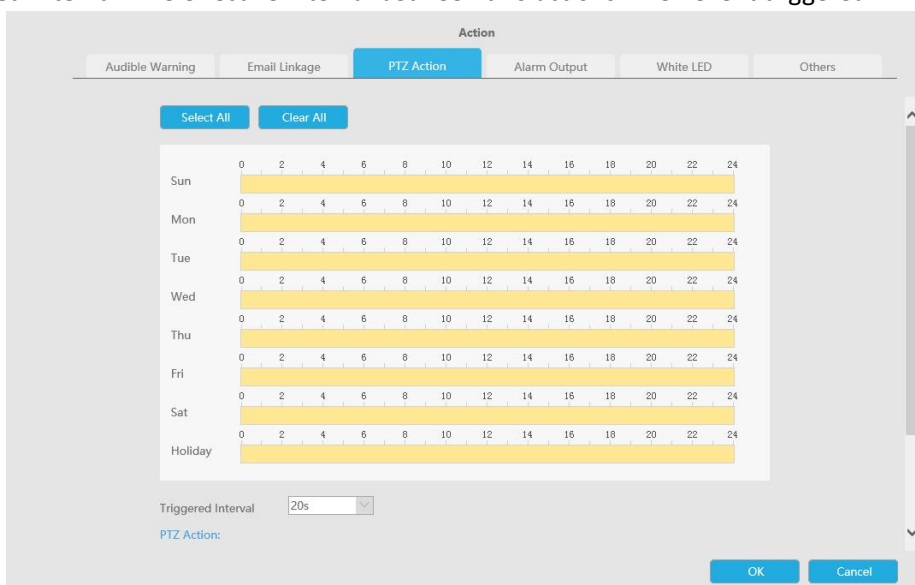 Action
Audible Warning Email Linkage PTZ Action Alarm Output White LED Others
Select All Clear All
0 2 4 6 8 10 12 14 16 18 20 22 24
Sun
0 2 4 6 8 10 12 14 16 18 20 22 24
Mon
0 2 4 6 8 10 12 14 16 18 20 22 24
Tue
0 2 4 6 8 10 12 14 16 18 20 22 24
Wed
0 2 4 6 8 10 12 14 16 18 20 22 24
Thu
0 2 4 6 8 10 12 14 16 18 20 22 24
Fri
0 2 4 6 8 10 12 14 16 18 20 22 24
Sat
0 2 4 6 8 10 12 14 16 18 20 22 24
Holiday
Triggered Interval 20s
PTZ Action:
OK Cancel